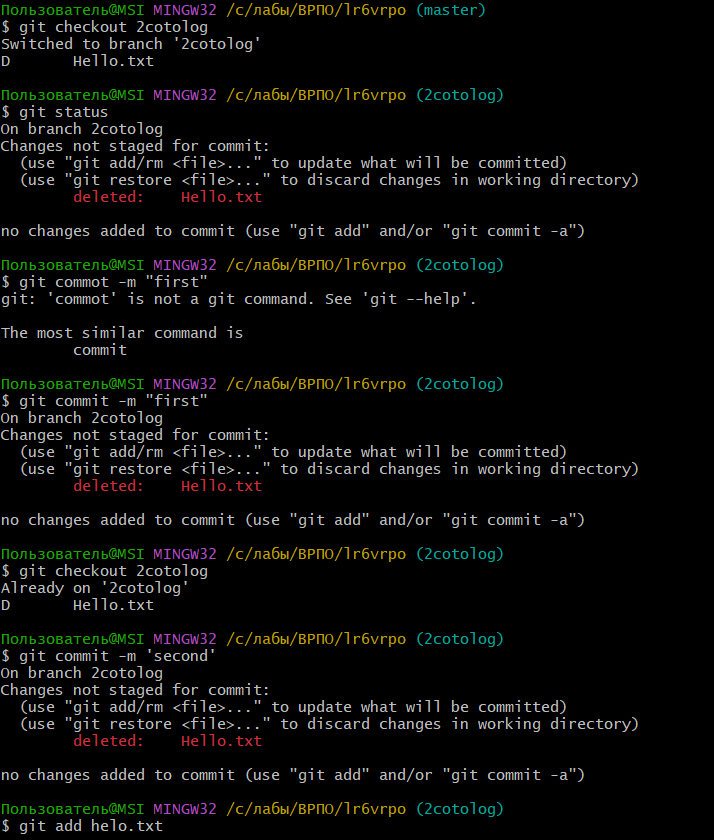 Пользователь@MSI MINGW32 /c/лабы/ВРПО/lr6vrpo (master)
$ git checkout 2cotolog
Switched to branch '2cotolog'
D       Hello.txt

Пользователь@MSI MINGW32 /c/лабы/ВРПО/lr6vrpo (2cotolog)
$ git status
On branch 2cotolog
Changes not staged for commit:
  (use "git add/rm <file>..." to update what will be committed)
  (use "git restore <file>..." to discard changes in working directory)
        deleted:    Hello.txt

no changes added to commit (use "git add" and/or "git commit -a")

Пользователь@MSI MINGW32 /c/лабы/ВРПО/lr6vrpo (2cotolog)
$ git commot -m "first"
git: 'commot' is not a git command. See 'git --help'.

The most similar command is
        commit

Пользователь@MSI MINGW32 /c/лабы/ВРПО/lr6vrpo (2cotolog)
$ git commit -m "first"
On branch 2cotolog
Changes not staged for commit:
  (use "git add/rm <file>..." to update what will be committed)
  (use "git restore <file>..." to discard changes in working directory)
        deleted:    Hello.txt

no changes added to commit (use "git add" and/or "git commit -a")

Пользователь@MSI MINGW32 /c/лабы/ВРПО/lr6vrpo (2cotolog)
$ git checkout 2cotolog
Already on '2cotolog'
D       Hello.txt

Пользователь@MSI MINGW32 /c/лабы/ВРПО/lr6vrpo (2cotolog)
$ git commit -m 'second'
On branch 2cotolog
Changes not staged for commit:
  (use "git add/rm <file>..." to update what will be committed)
  (use "git restore <file>..." to discard changes in working directory)
        deleted:    Hello.txt

no changes added to commit (use "git add" and/or "git commit -a")

Пользователь@MSI MINGW32 /c/лабы/ВРПО/lr6vrpo (2cotolog)
$ git add helo.txt